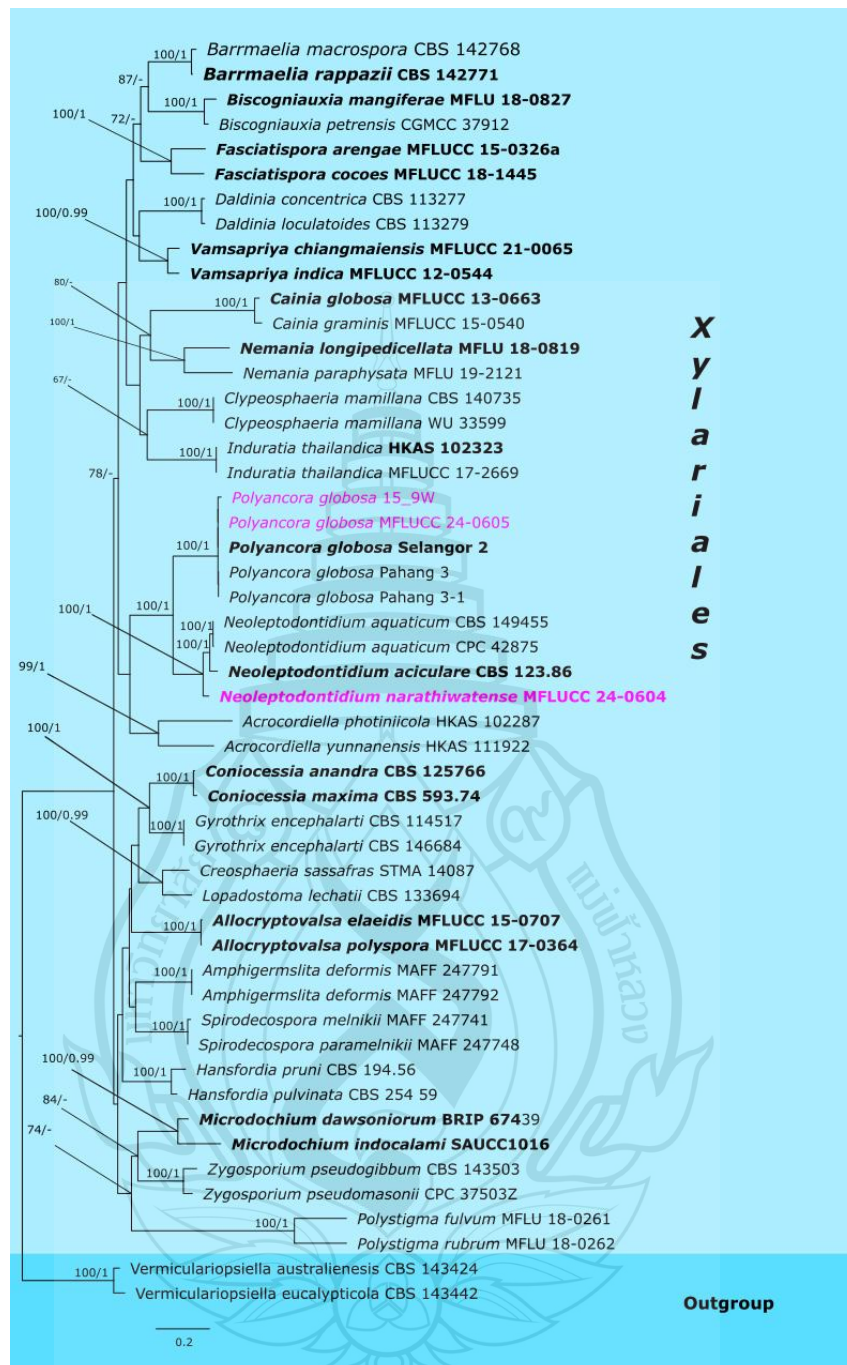 Barrmaelia macrospora CBS 142768
100/1
Barrmaelia rappazii CBS 142771
87/-
Biscogniauxia mangiferae MFLU 18-0827
100/1
72/-
Biscogniauxia petrensis CGMCC 37912
100/1
Fasciatispora arengae MFLUCC 15-0326a
Fasciatispora cocoes MFLUCC 18-1445
Daldinia concentrica CBS 113277
100/1
100/0.99
Daldinia loculatoides CBS 113279
Vamsapriya chiangmaiensis MFLUCC 21-0065
Vamsapriya indica MFLUCC 12-0544
80/-
Cainia globosa MFLUCC 13-0663
100/1
Cainia graminis MFLUCC 15-0540
100/1
Nemania longipedicellata MFLU 18-0819
Nemania paraphysata MFLU 19-2121
67/-
Clypeosphaeria mamillana CBS 140735
100/1
Clypeosphaeria mamillana WU 33599
Induratia thailandica HKAS 102323
100/1
Induratia thailandica MFLUCC 17-2669
78/-
Polyancora globosa 15_9W
Polyancora globosa MFLUCC 24-0605
Polyancora globosa Selangor 2
Polyancora globosa Pahang 3
Polyancora globosa Pahang 3-1
100/1
100/1
Neoleptodontidium aquaticum CBS 149455
100/1
Neoleptodontidium aquaticum CPC 42875
100/1
Neoleptodontidium aciculare CBS 123.86
Neoleptodontidium narathiwatense MFLUCC 24-0604
99/1
Acrocordiella photiniicola HKAS 102287
Acrocordiella yunnanensis HKAS 111922
100/1
Coniocessia anandra CBS 125766
100/1
Coniocessia maxima CBS 593.74
100/0.99
Gyrothrix encephalarti CBS 114517
100/1
Gyrothrix encephalarti CBS 146684
Creosphaeria sassafras STMA 14087
Lopadostoma lechatii CBS 133694
Allocryptovalsa elaeidis MFLUCC 15-0707
100/1
Allocryptovalsa polyspora MFLUCC 17-0364
Amphigermslita deformis MAFF 247791
100/1
Amphigermslita deformis MAFF 247792
Spirodecospora melnikii MAFF 247741
100/1
Spirodecospora paramelnikii MAFF 247748
100/0.99
Hansfordia pruni CBS 194.56
100/1
Hansfordia pulvinata CBS 254 59
84/-
Microdochium dawsoniorum BRIP 67439
74/-
Microdochium indocalami SAUCC1016
Zygosporium pseudogibbum CBS 143503
100/1
Zygosporium pseudomasonii CPC 37503Z
Polystigma fulvum MFLU 18-0261
100/1
Polystigma rubrum MFLU 18-0262
Vermiculariopsiella australienesis CBS 143424
100/1
Vermiculariopsiella eucalypticola CBS 143442
0.2
Xylariales
Outgroup
แม่ฟ้าหลวง